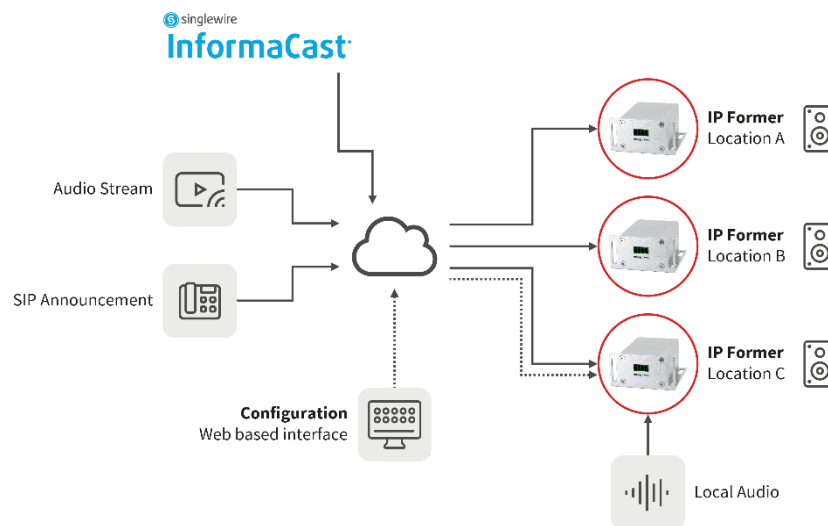 singlewire
InformaCast
IP Former
Location A
Audio Stream
IP Former
Location B
SIP Announcement
IP Former
Location C
Configuration
Web based interface
Local Audio